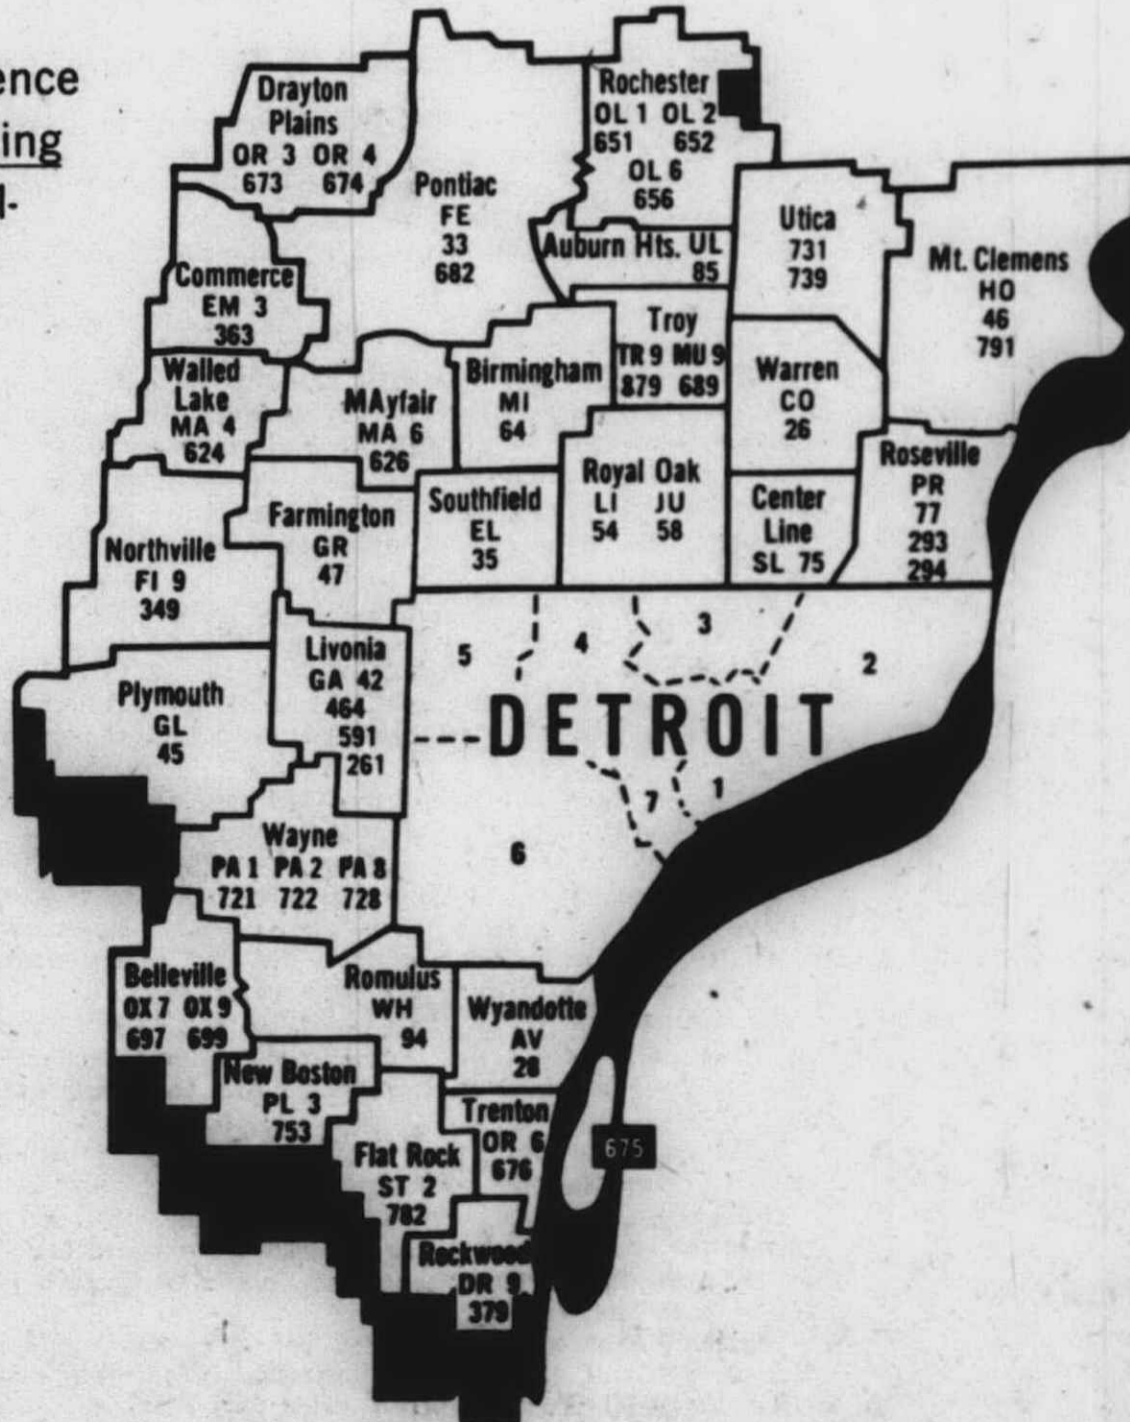 ence
ing
l-
Drayton
Plains
OR 3 OR 4
673 674
Pontiac
FE
33
682
Rochester
OL 1 OL 2
651 652
OL 6
656
Auburn Hts. UL
85
Utica
731
739
Mt. Clemens
HO
46
791
Commerce
EM 3
363
Walled
Lake
MA 4
624
MAyfair
MA 6
626
Birmingham
MI
64
Troy
TR 9 MU 9
879 689
Warren
CO
26
Roseville
PR
77
293
294
Northville
FI 9
349
Farmington
GR
47
Southfield
EL
35
Royal Oak
LI JU
54 58
Center
Line
SL 75
Plymouth
GL
45
Livonia
GA 42
464
591
261
5
4
3
2
DETROIT
7
1
6
Wayne
PA 1 PA 2 PA 8
721 722 728
Belleville
OX 7 OX 9
697 699
Romulus
WH
94
Wyandotte
AV
28
New Boston
PL 3
753
Flat Rock
ST 2
782
Trenton
OR 6
676
675
Rockwood
DR 9
379